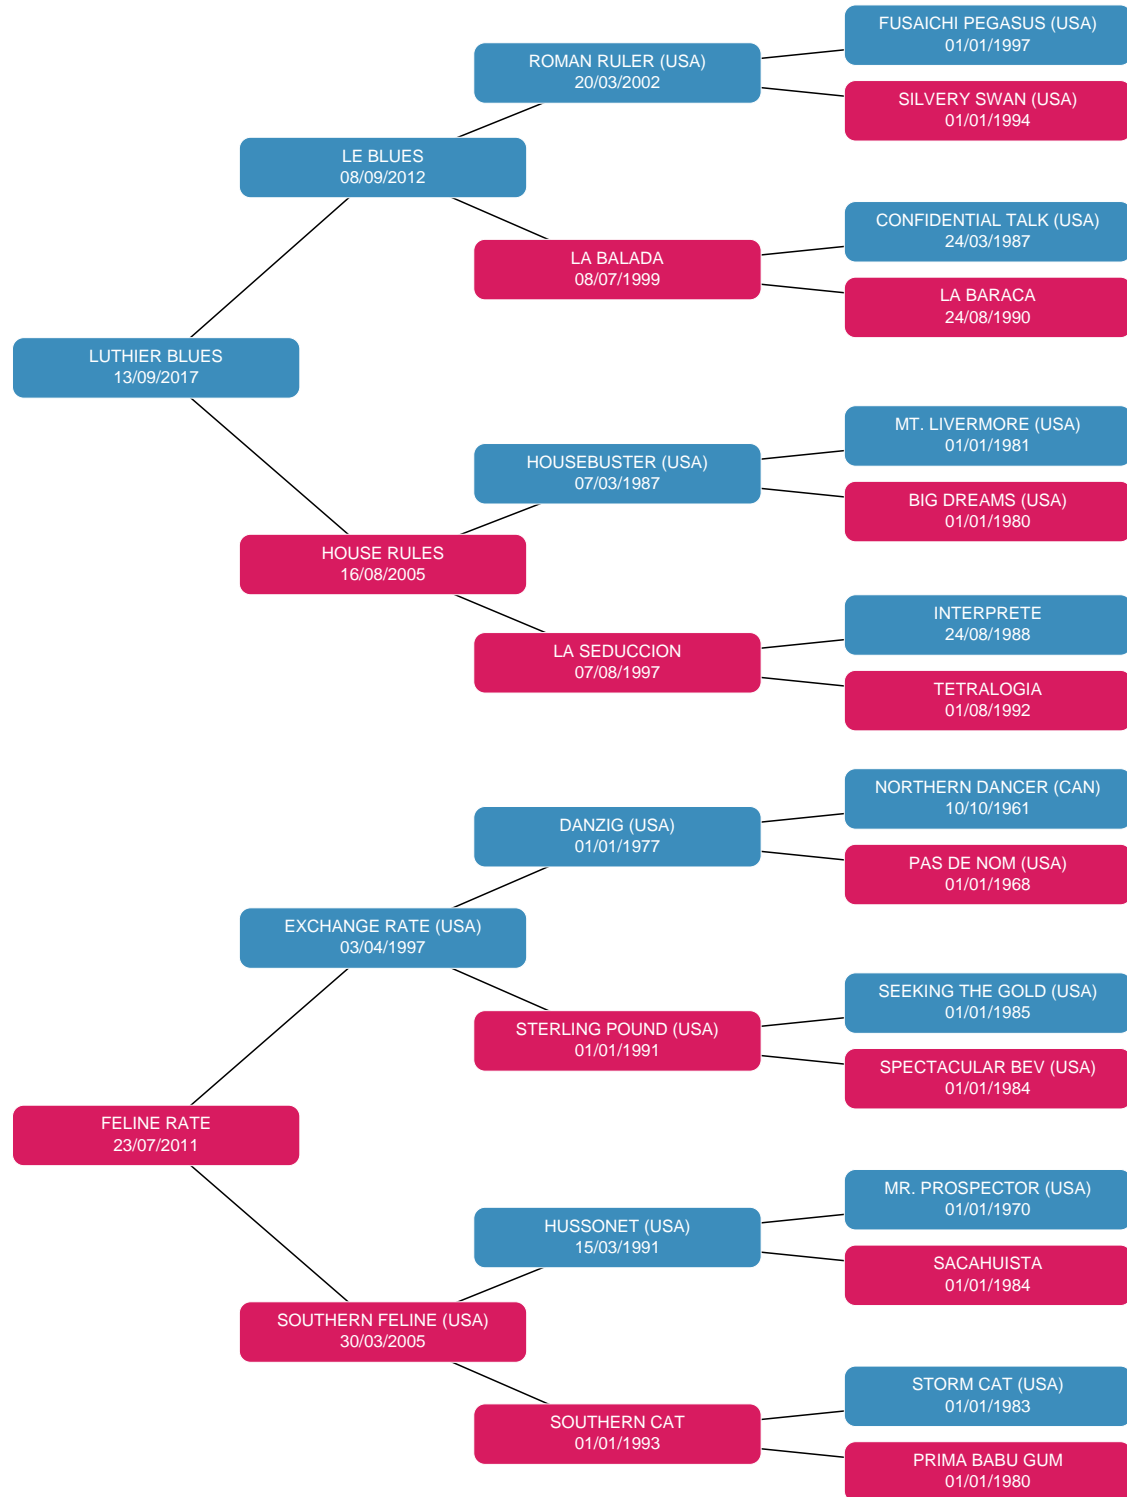 FUSAICHI PEGASUS (USA)
01/01/1997
ROMAN RULER (USA)
20/03/2002
SILVERY SWAN (USA)
01/01/1994
LE BLUES
08/09/2012
CONFIDENTIAL TALK (USA)
24/03/1987
LA BALADA
08/07/1999
LA BARACA
24/08/1990
LUTHIER BLUES
13/09/2017
MT. LIVERMORE (USA)
01/01/1981
HOUSEBUSTER (USA)
07/03/1987
BIG DREAMS (USA)
01/01/1980
HOUSE RULES
16/08/2005
INTERPRETE
24/08/1988
LA SEDUCCION
07/08/1997
TETRALOGIA
01/08/1992
NORTHERN DANCER (CAN)
10/10/1961
DANZIG (USA)
01/01/1977
PAS DE NOM (USA)
01/01/1968
EXCHANGE RATE (USA)
03/04/1997
SEEKING THE GOLD (USA)
01/01/1985
STERLING POUND (USA)
01/01/1991
SPECTACULAR BEV (USA)
01/01/1984
FELINE RATE
23/07/2011
MR. PROSPECTOR (USA)
01/01/1970
HUSSONET (USA)
15/03/1991
SACAHUISTA
01/01/1984
SOUTHERN FELINE (USA)
30/03/2005
STORM CAT (USA)
01/01/1983
SOUTHERN CAT
01/01/1993
PRIMA BABU GUM
01/01/1980